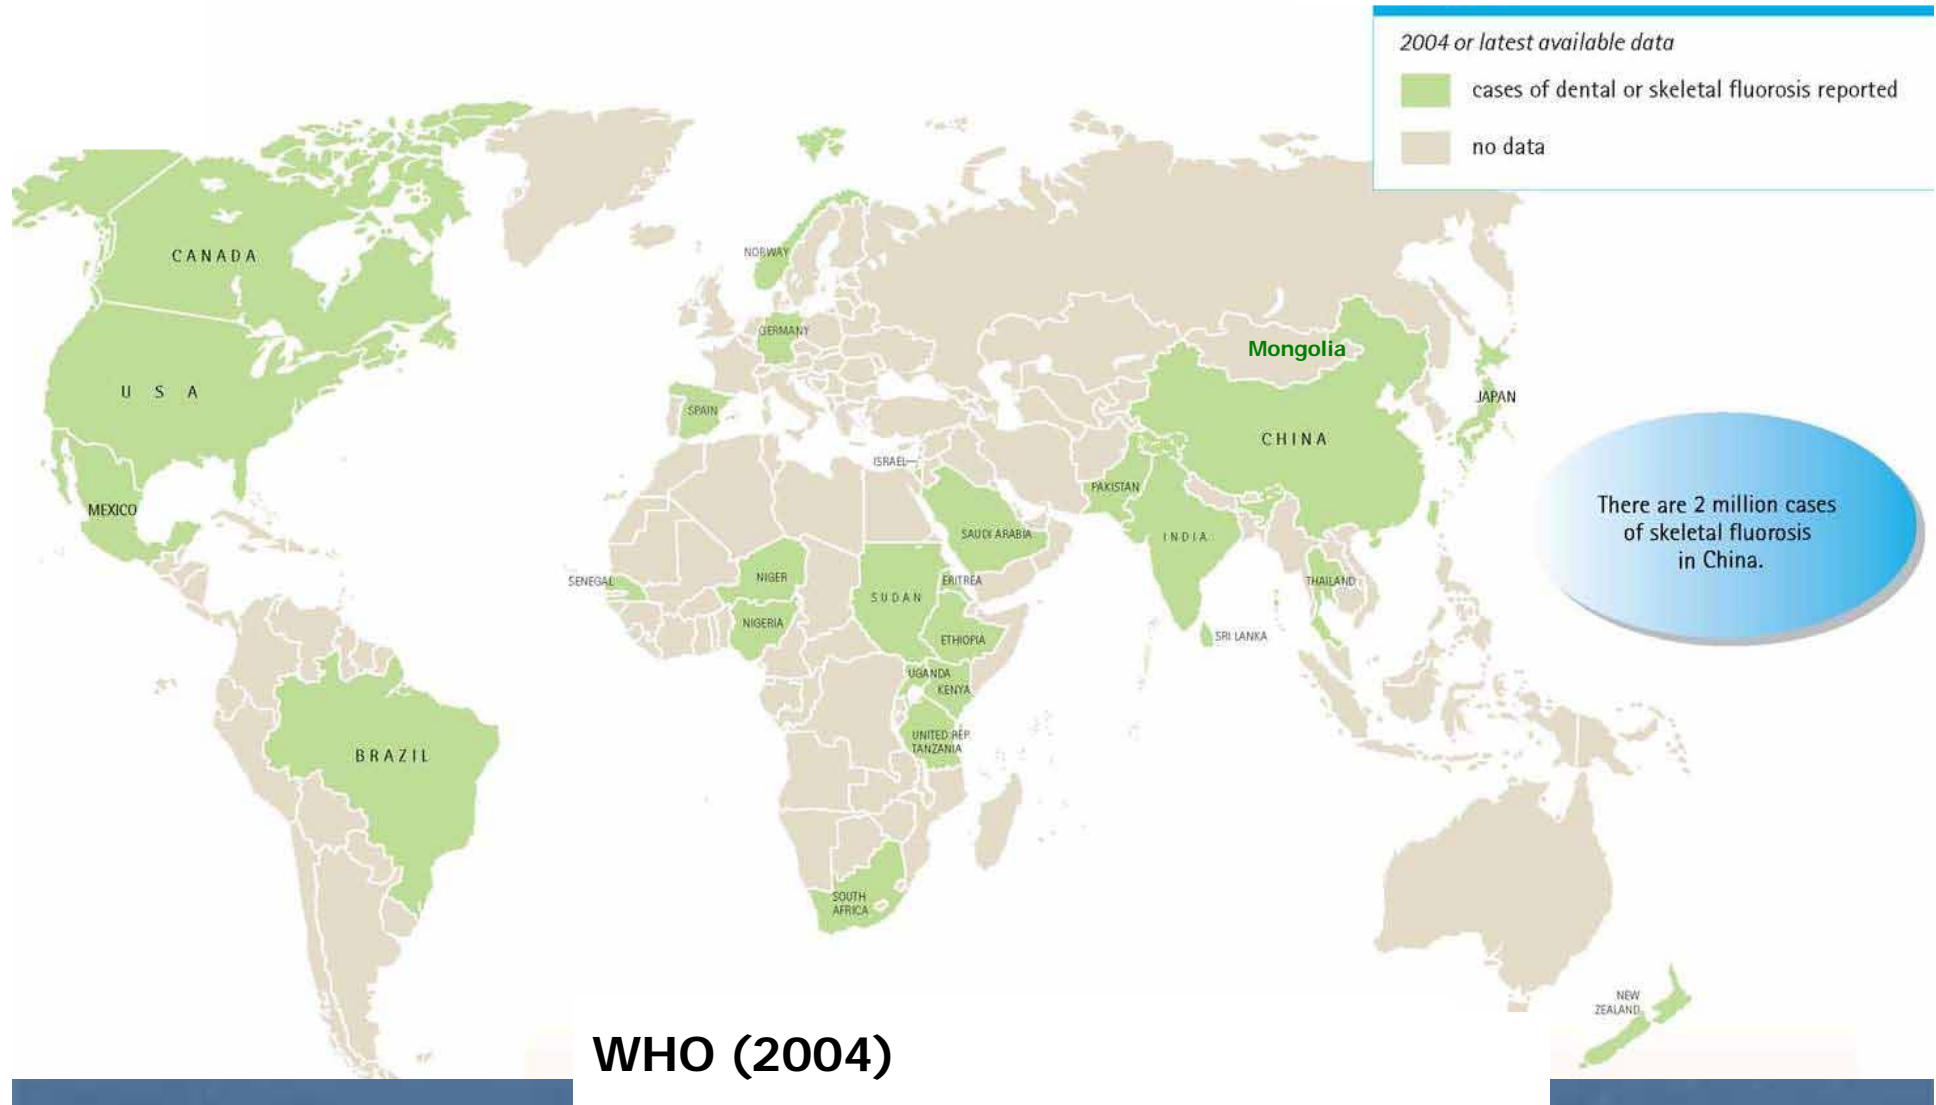 2004 or latest available data
cases of dental or skeletal fluorosis reported
no data
CANADA
NORWAY
GERMANY
Mongolia
USA
SPAIN
JAPAN
CHINA
ISRAEL
MEXICO
PAKISTAN
There are 2 million cases
of skeletal fluorosis
in China.
SAUDI ARABIA
INDIA
SENEGAL
NIGER
ERITREA
THAILAND
SUDAN
NIGERIA
ETHIOPIA
SRI LANKA
UGANDA
KENYA
UNITED REP.
TANZANIA
BRAZIL
SOUTH
AFRICA
NEW
ZEALAND
WHO (2004)